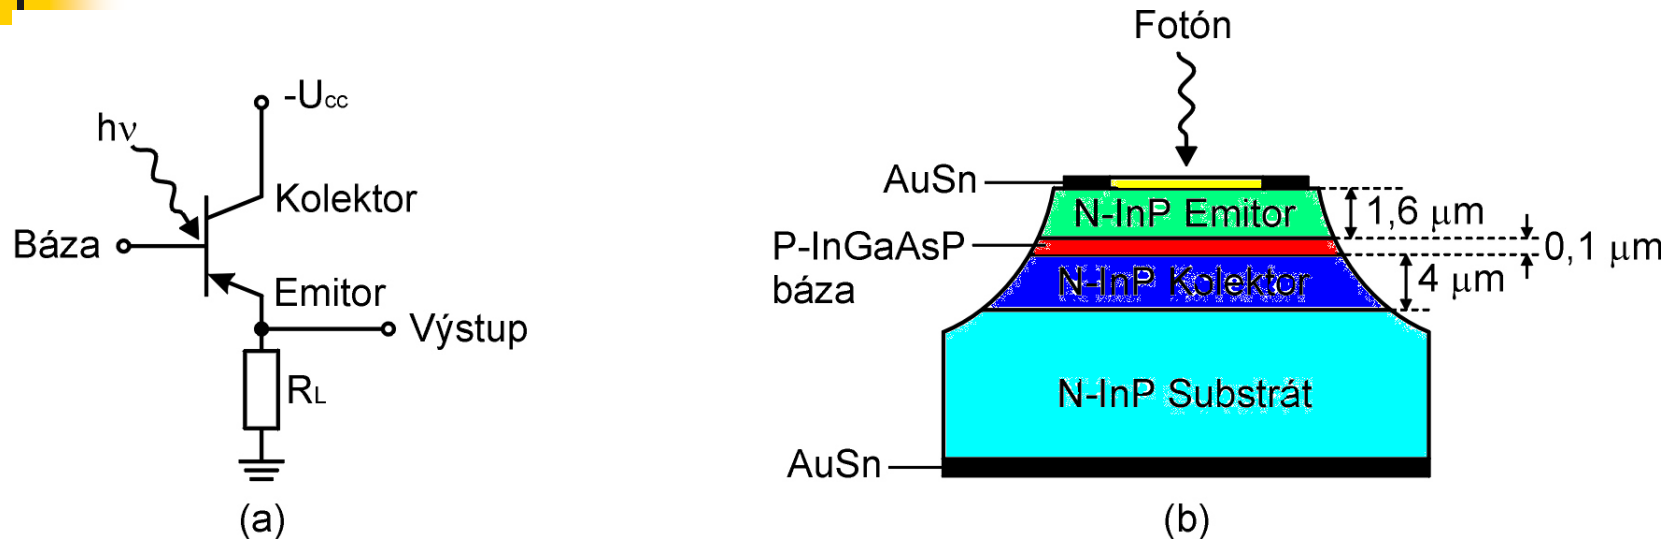 -Ucc
hν
Kolektor
Báza
Emitor
Výstup
RL
(a)
Fotón
AuSn
N-InP Emitor
1,6 μm
P-InGaAsP
báza
0,1 μm
N-InP Kolektor
4 μm
N-InP Substrát
AuSn
(b)